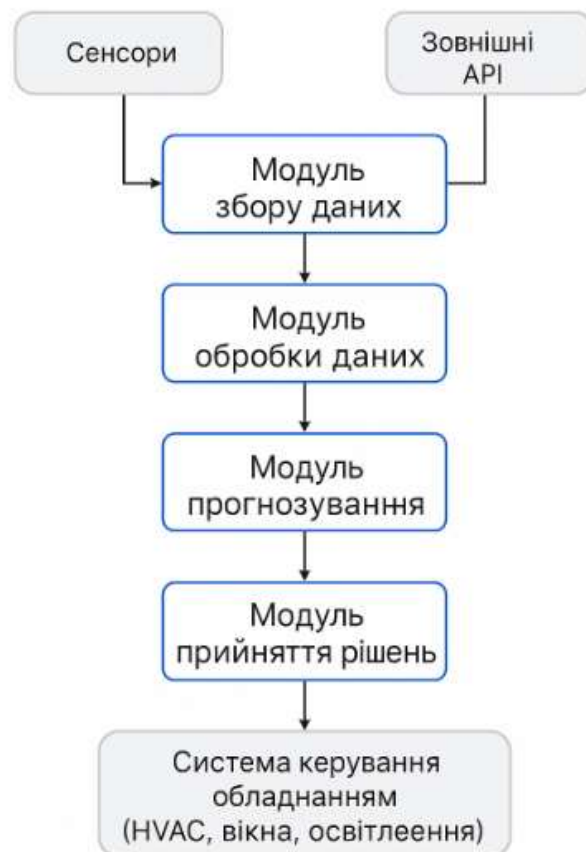 Сенсори
Зовнішні
API
Модуль
збору даних
Модуль
обробки даних
Модуль
прогнозуванння
Модуль
прийняття рішень
Система керування
обладнанням
(HVAC, вікна, освітлеення)